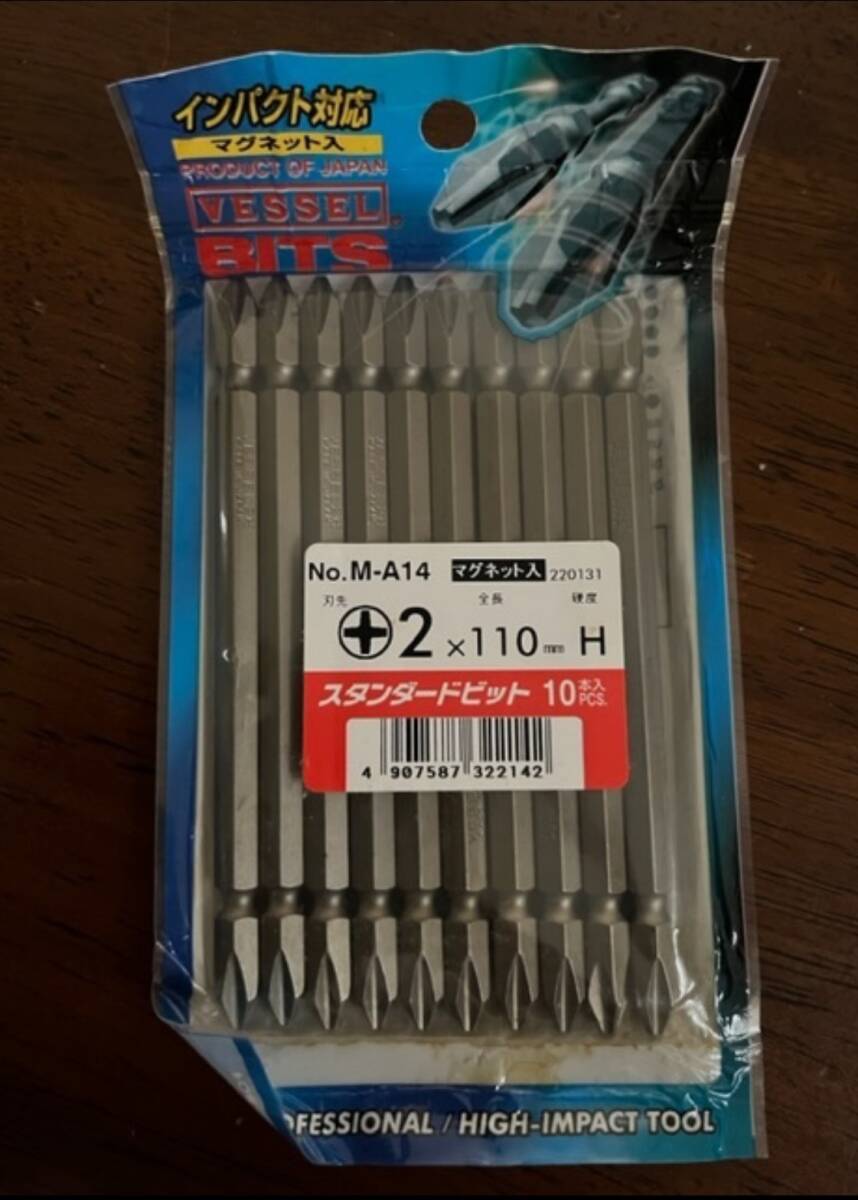 インパクト対応
マグネット入
PRODUCT OF JAPAN
VESSEL®
BITS
No.M-A14 マグネット入 220131
刃先 全長 硬度
2 × 110 mm H
スタンダードビット 10 本入 PCS.
4 907587 322142
OFESSIONAL / HIGH-IMPACT TOOL